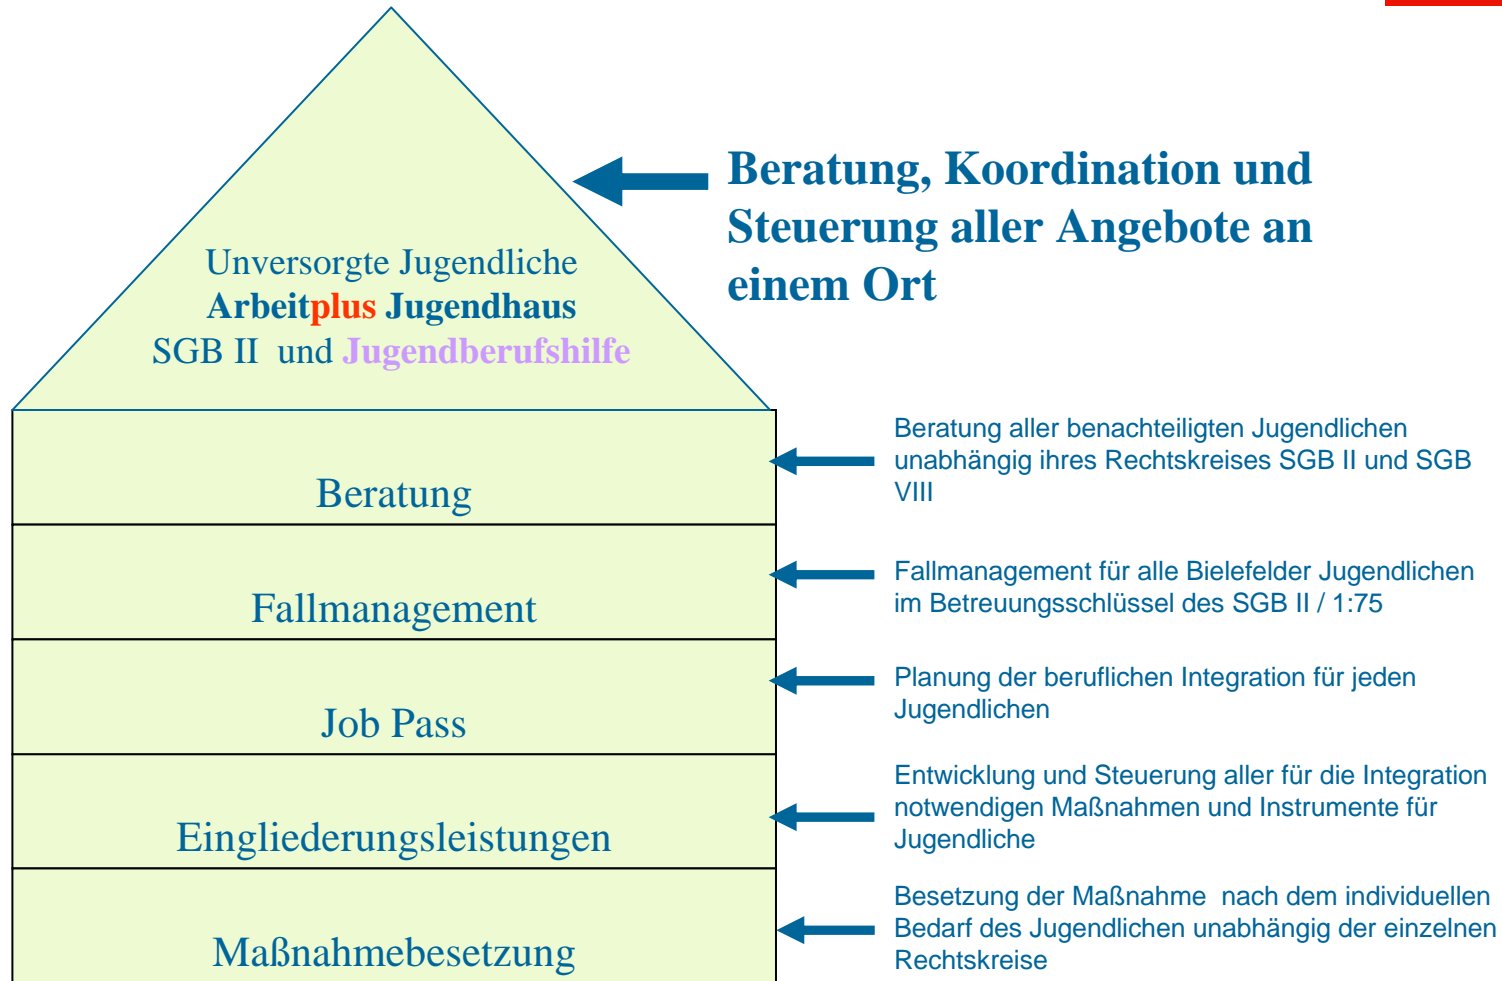 Beratung, Koordination und
Steuerung aller Angebote an
einem Ort
Unversorgte Jugendliche
Arbeitplus Jugendhaus
SGB II und Jugendberufshilfe
Beratung
Beratung aller benachteiligten Jugendlichen
unabhängig ihres Rechtskreises SGB II und SGB
VIII
Fallmanagement
Fallmanagement für alle Bielefelder Jugendlichen
im Betreuungsschlüssel des SGB II / 1:75
Job Pass
Planung der beruflichen Integration für jeden
Jugendlichen
Eingliederungsleistungen
Entwicklung und Steuerung aller für die Integration
notwendigen Maßnahmen und Instrumente für
Jugendliche
Maßnahmebesetzung
Besetzung der Maßnahme nach dem individuellen
Bedarf des Jugendlichen unabhängig der einzelnen
Rechtskreise